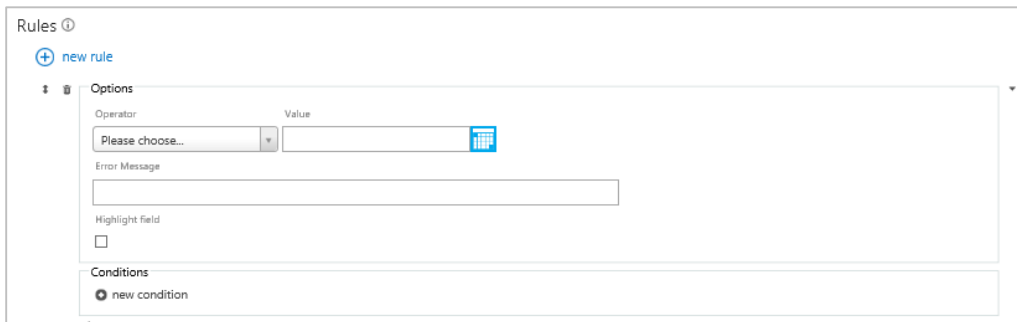 Rules
new rule
Options
Operator Value
Please choose...
Error Message
Highlight field
Conditions
new condition